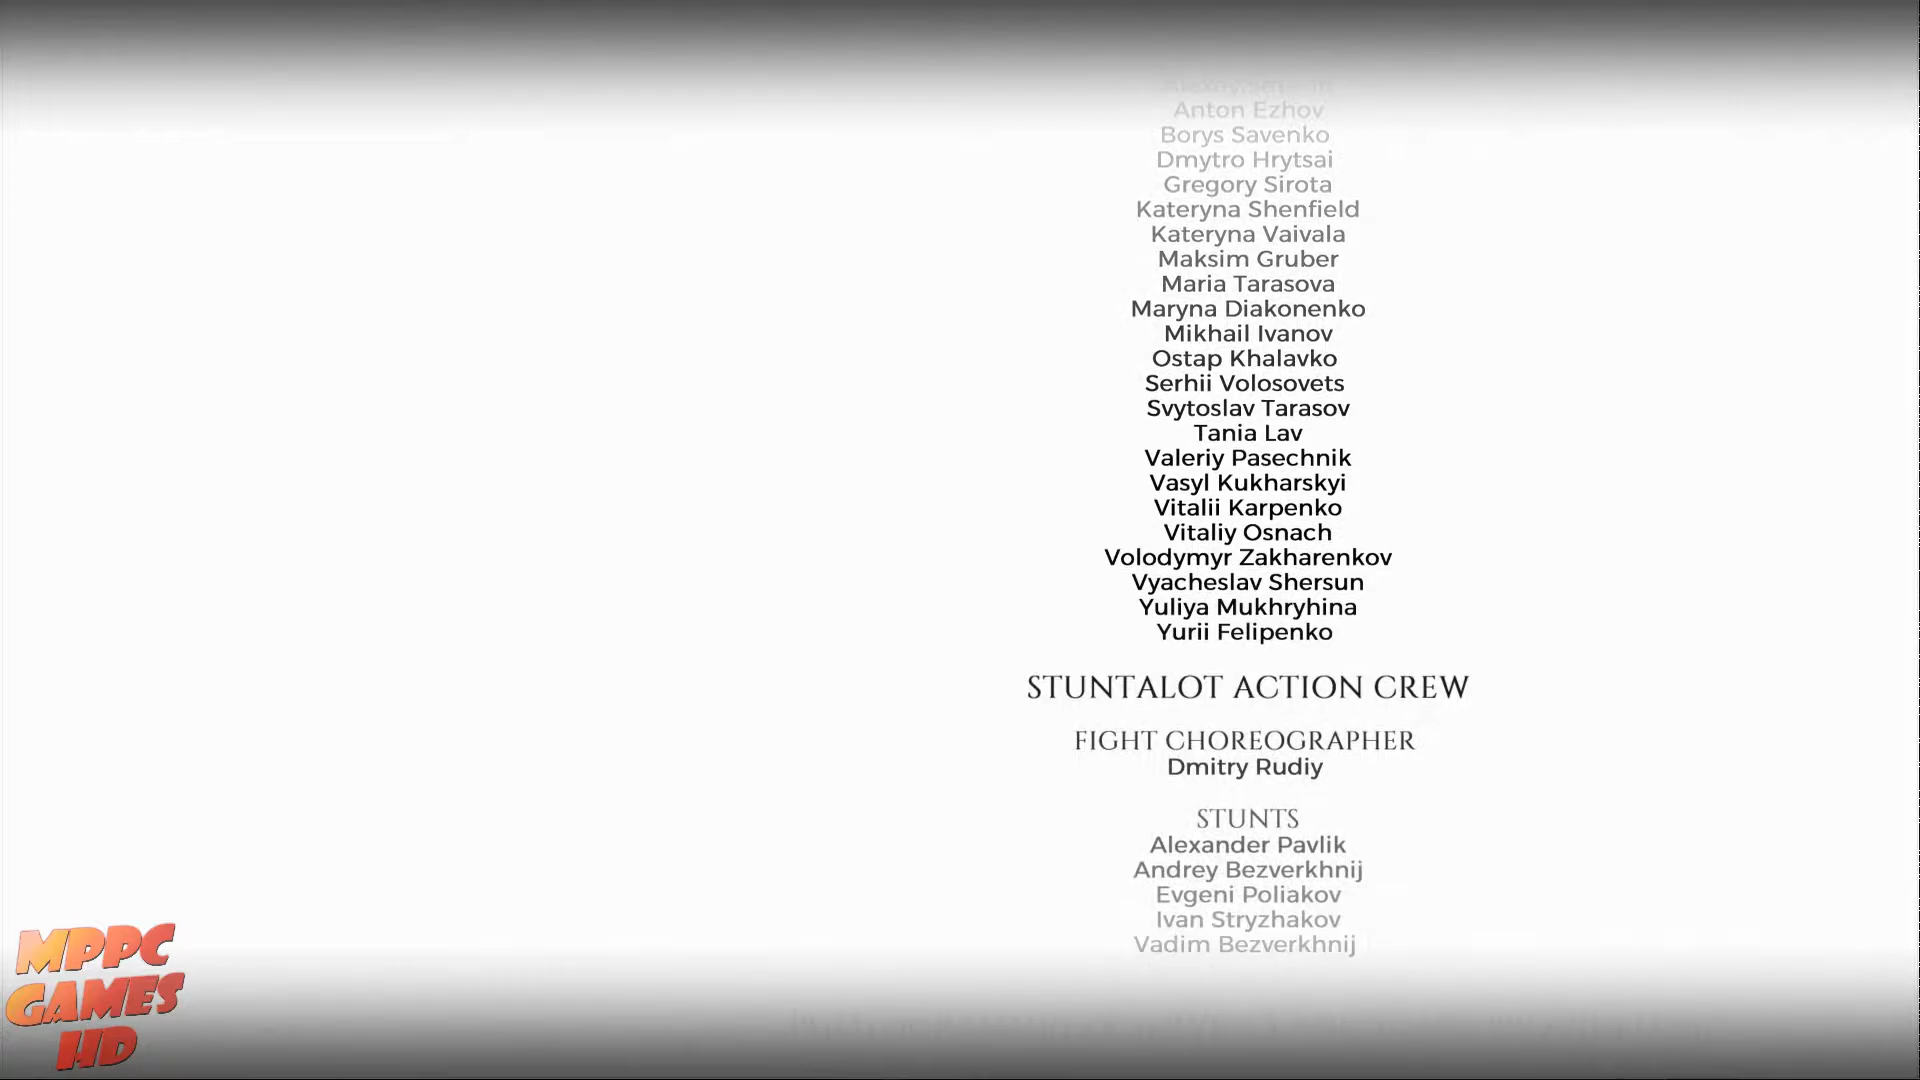 Anton Ezhov
Borys Savenko
Dmytro Hrytsai
Gregory Sirota
Kateryna Shenfield
Kateryna Vaivala
Maksim Gruber
Maria Tarasova
Maryna Diakonenko
Mikhail Ivanov
Ostap Khalavko
Serhii Volosovets
Svytoslav Tarasov
Tania Lav
Valeriy Pasechnik
Vasyl Kukharskyi
Vitalii Karpenko
Vitaliy Osnach
Volodymyr Zakharenkov
Vyacheslav Shersun
Yuliya Mukhryhina
Yurii Felipenko
STUNTALOT ACTION CREW
FIGHT CHOREOGRAPHER
Dmitry Rudiy
STUNTS
Alexander Pavlik
Andrey Bezverkhnij
Evgeni Poliakov
Ivan Stryzhakov
Vadim Bezverkhnij
MPPC
GAMES
HD